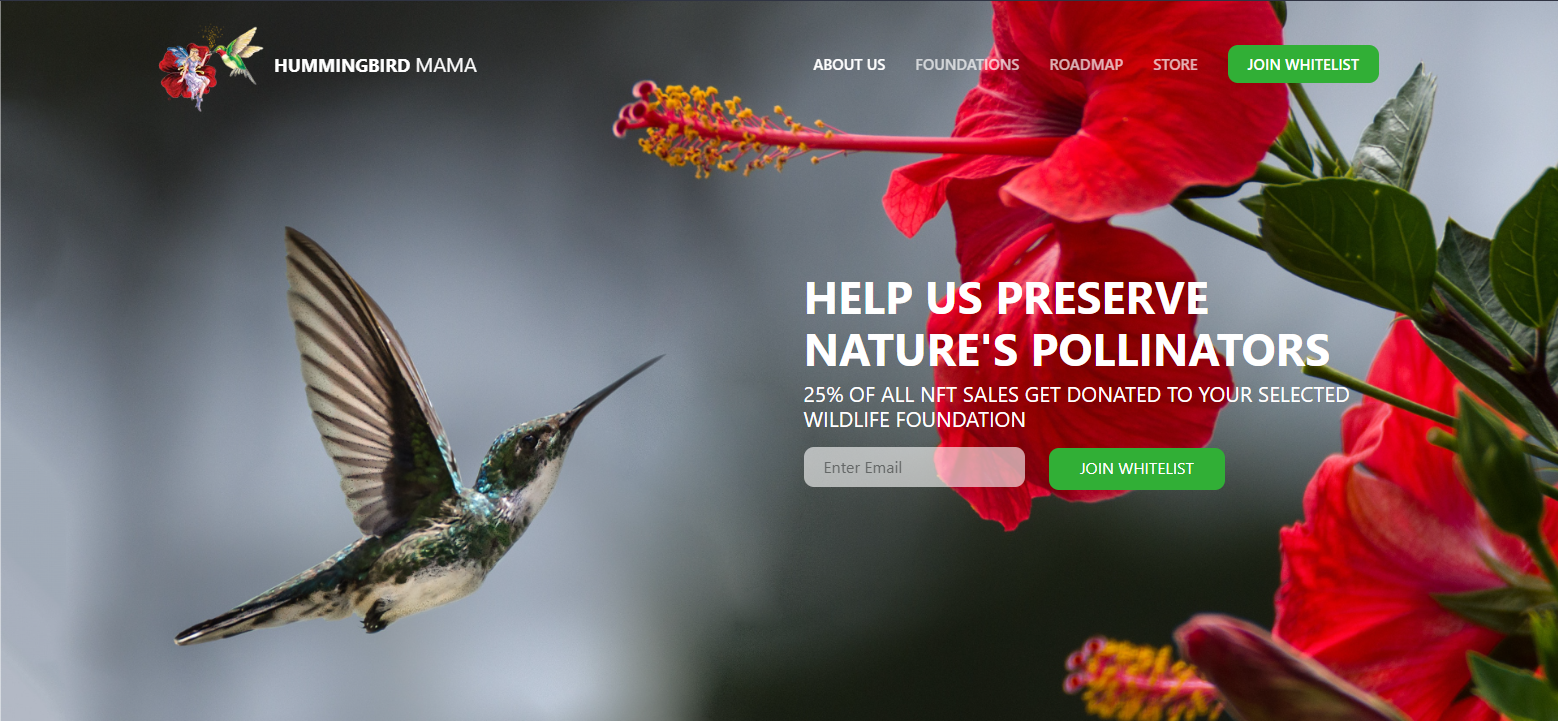 HUMMINGBIRD MAMA
ABOUT US FOUNDATIONS ROADMAP STORE JOIN WHITELIST
HELP US PRESERVE
NATURE'S POLLINATORS
25% OF ALL NFT SALES GET DONATED TO YOUR SELECTED
WILDLIFE FOUNDATION
Enter Email JOIN WHITELIST